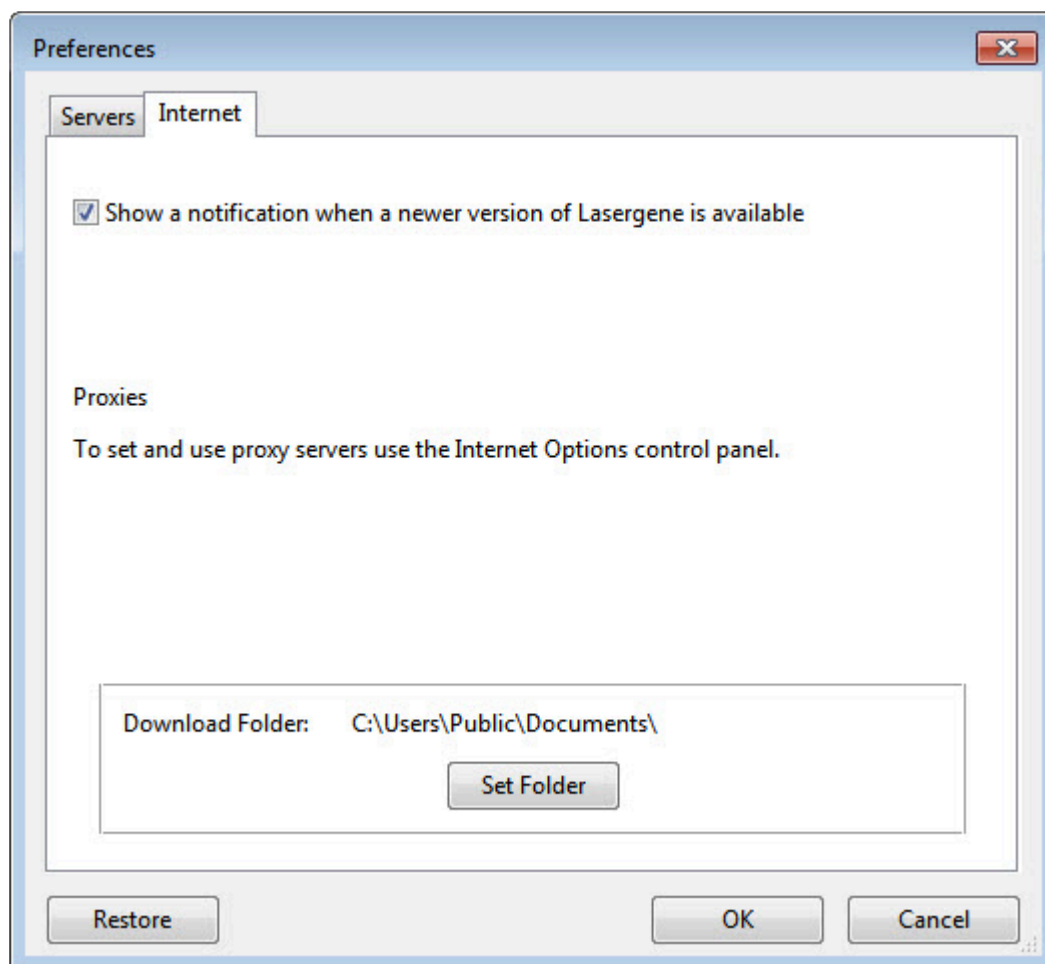 Preferences
Servers
Internet
Show a notification when a newer version of Lasergene is available
Proxies
To set and use proxy servers use the Internet Options control panel.
Download Folder: C:\Users\Public\Documents\
Set Folder
Restore
OK
Cancel